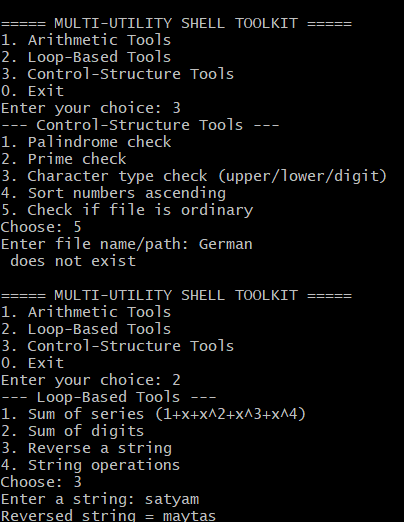 ===== MULTI-UTILITY SHELL TOOLKIT =====
1. Arithmetic Tools
2. Loop-Based Tools
3. Control-Structure Tools
0. Exit
Enter your choice: 3
--- Control-Structure Tools ---
1. Palindrome check
2. Prime check
3. Character type check (upper/lower/digit)
4. Sort numbers ascending
5. Check if file is ordinary
Choose: 5
Enter file name/path: German
 does not exist

===== MULTI-UTILITY SHELL TOOLKIT =====
1. Arithmetic Tools
2. Loop-Based Tools
3. Control-Structure Tools
0. Exit
Enter your choice: 2
--- Loop-Based Tools ---
1. Sum of series (1+x+x^2+x^3+x^4)
2. Sum of digits
3. Reverse a string
4. String operations
Choose: 3
Enter a string: satyam
Reversed string = maytas